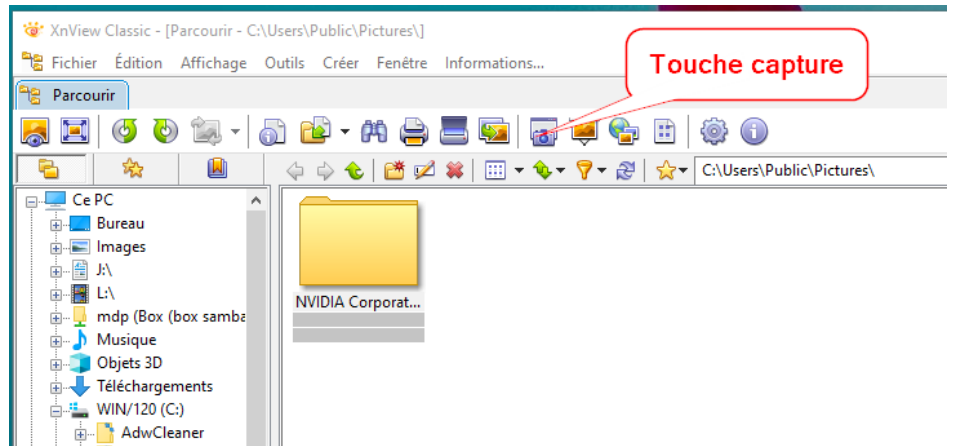 XnView Classic - [Parcourir - C:\Users\Public\Pictures\]
Fichier Édition Affichage Outils Créer Fenêtre Informations...
Touche capture
Parcourir
C:\Users\Public\Pictures\
Ce PC
Bureau
Images
J:\
L:\
mdp (Box (box samba
Musique
Objets 3D
Téléchargements
WIN/120 (C:)
AdwCleaner
NVIDIA Corporat...